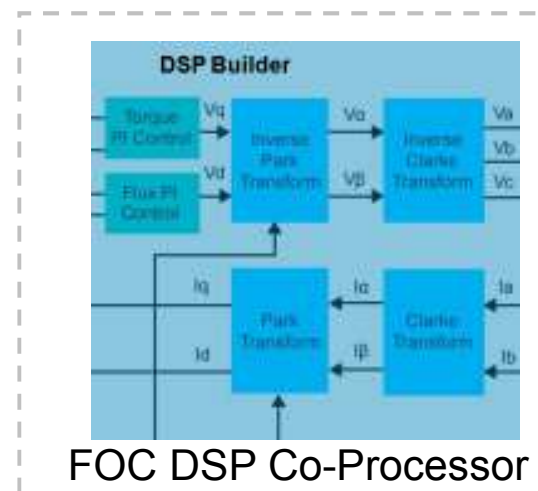 DSP Builder
Torque
PI Control
Vq
Inverse
Park
Transform
Vα
Inverse
Clarke
Transform
Va
Vb
Vc
Flux PI
Control
Vd
Vβ
Iq
Park
Transform
Iα
Clarke
Transform
Ia
Id
Iβ
Ib
FOC DSP Co-Processor